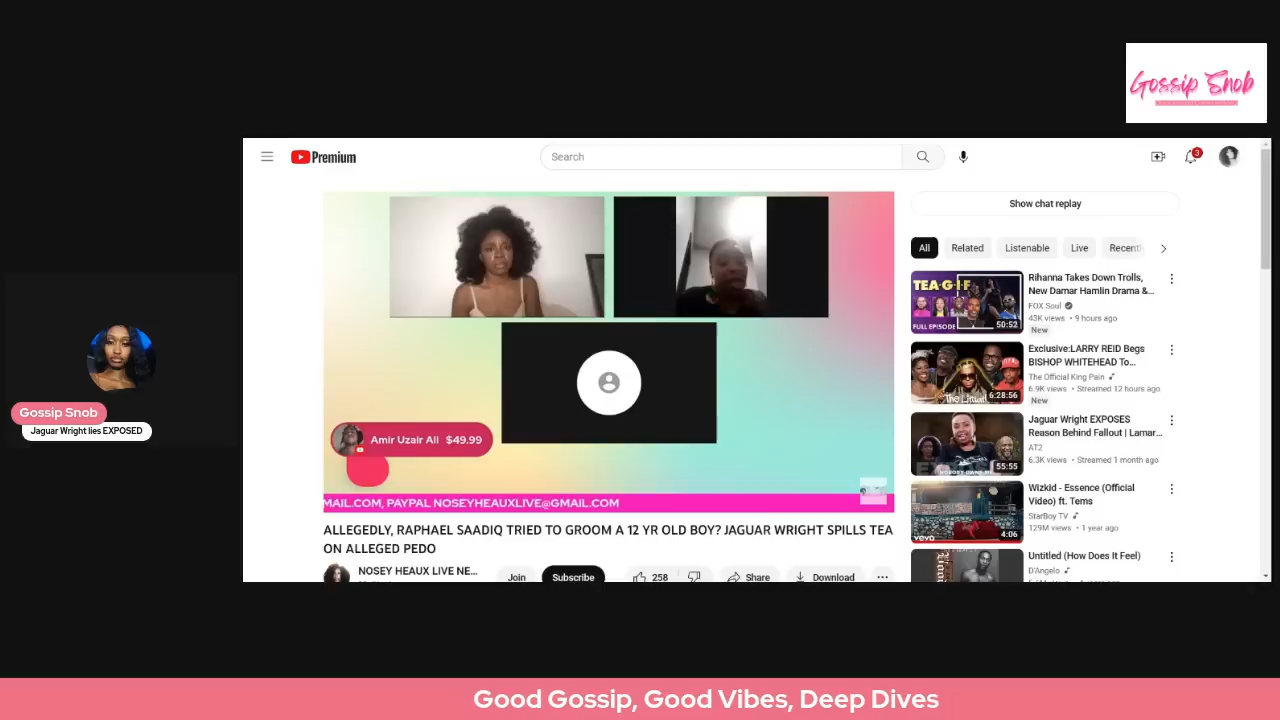 Gossip Snob
Premium
Search
3
Show chat replay
All
Related
Listenable
Live
Recent
TEA-G-I-F
FULL EPISODE
50:52
Rihanna Takes Down Trolls,
New Damar Hamlin Drama &...
FOX Soul
43K views • 9 hours ago
New
6:28:56
Exclusive:LARRY REID Begs
BISHOP WHITEHEAD To...
The Official King Pain
6.9K views • Streamed 12 hours ago
New
55:55
Jaguar Wright EXPOSES
Reason Behind Fallout | Lamar...
AT2
6.3K views • Streamed 1 month ago
vevo
4:06
Wizkid - Essence (Official
Video) ft. Tems
StarBoy TV
129M views • 1 year ago
Untitled (How Does It Feel)
D'Angelo
Amir Uzair Ali $49.99
MAIL.COM, PAYPAL NOSEYHEAUXLIVE@GMAIL.COM
ALLEGEDLY, RAPHAEL SAADIQ TRIED TO GROOM A 12 YR OLD BOY? JAGUAR WRIGHT SPILLS TEA
ON ALLEGED PEDO
NOSEY HEAUX LIVE NE...
Join
Subscribe
258
Share
Download
Gossip Snob
Jaguar Wright lies EXPOSED
Good Gossip, Good Vibes, Deep Dives